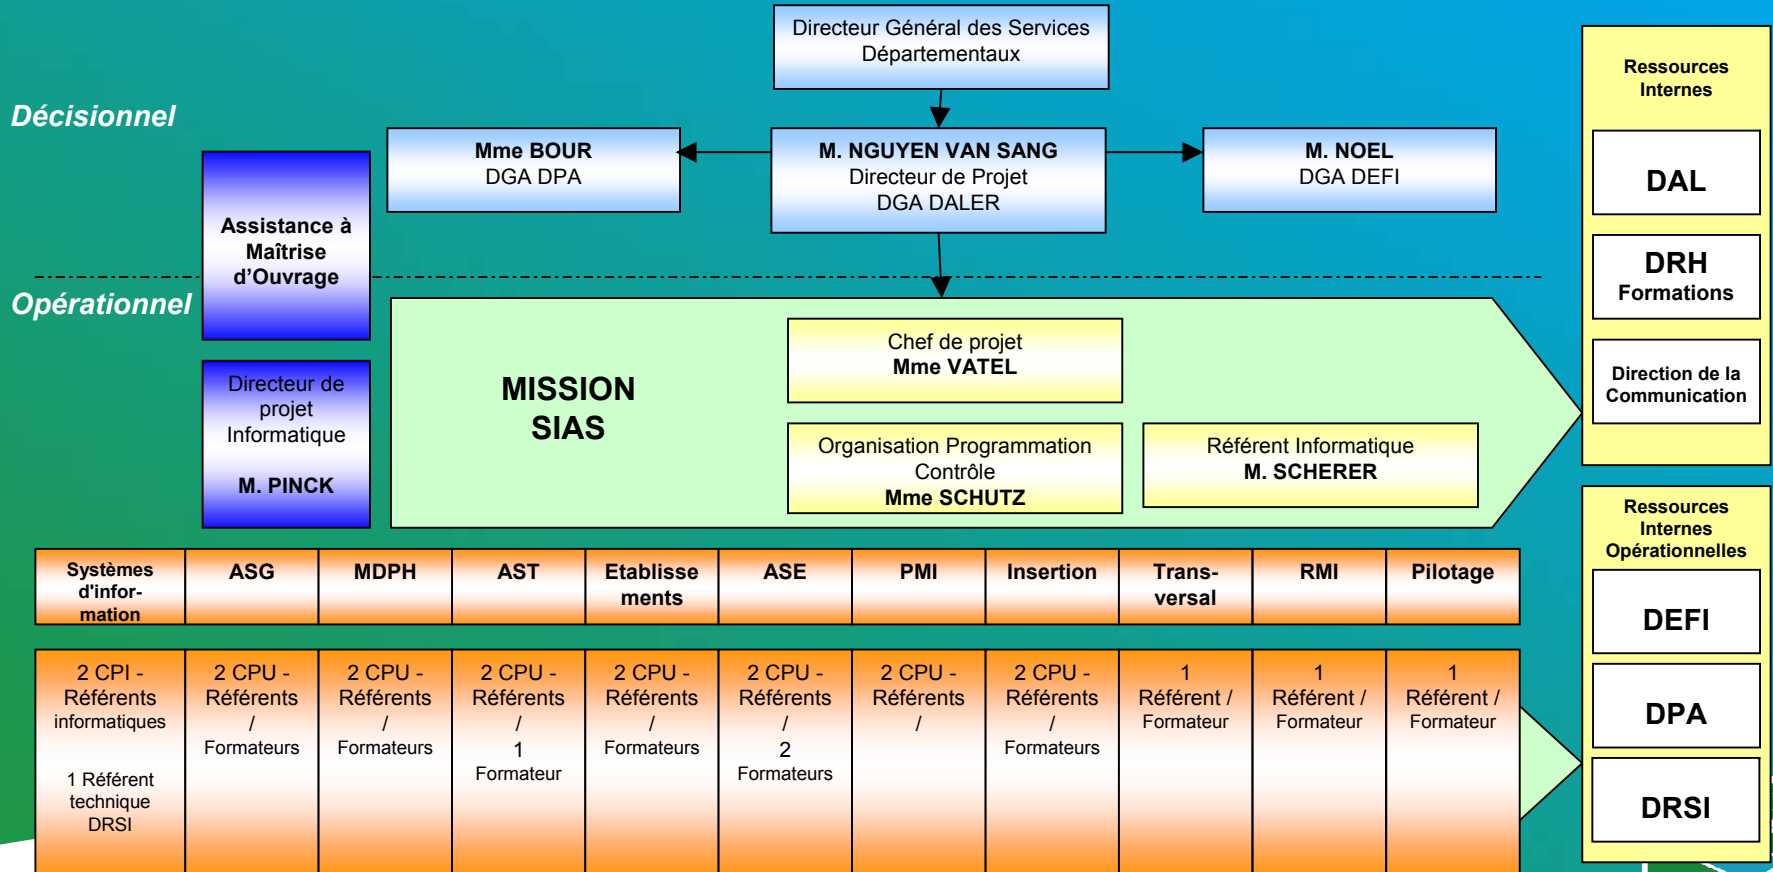 Directeur Général des Services
Départementaux
Décisionnel
Mme BOUR
DGA DPA
M. NGUYEN VAN SANG
Directeur de Projet
DGA DALER
M. NOEL
DGA DEFI
Assistance à
Maîtrise
d'Ouvrage
Opérationnel
Directeur de
projet
Informatique
M. PINCK
MISSION
SIAS
Chef de projet
Mme VATEL
Organisation Programmation
Contrôle
Mme SCHUTZ
Référent Informatique
M. SCHERER
Ressources
Internes
DAL
DRH
Formations
Direction de la
Communication
Ressources
Internes
Opérationnelles
DEFI
DPA
DRSI
Systèmes
d'infor-
mation
ASG
MDPH
AST
Etablisse
ments
ASE
PMI
Insertion
Trans-
versal
RMI
Pilotage
2 CPI -
Référents
informatiques
1 Référent
technique
DRSI
2 CPU -
Référents
/
Formateurs
2 CPU -
Référents
/
Formateurs
2 CPU -
Référents
/
1
Formateur
2 CPU -
Référents
/
Formateurs
2 CPU -
Référents
/
2
Formateurs
2 CPU -
Référents
/
2 CPU -
Référents
/
Formateurs
1
Référent /
Formateur
1
Référent /
Formateur
1
Référent /
Formateur